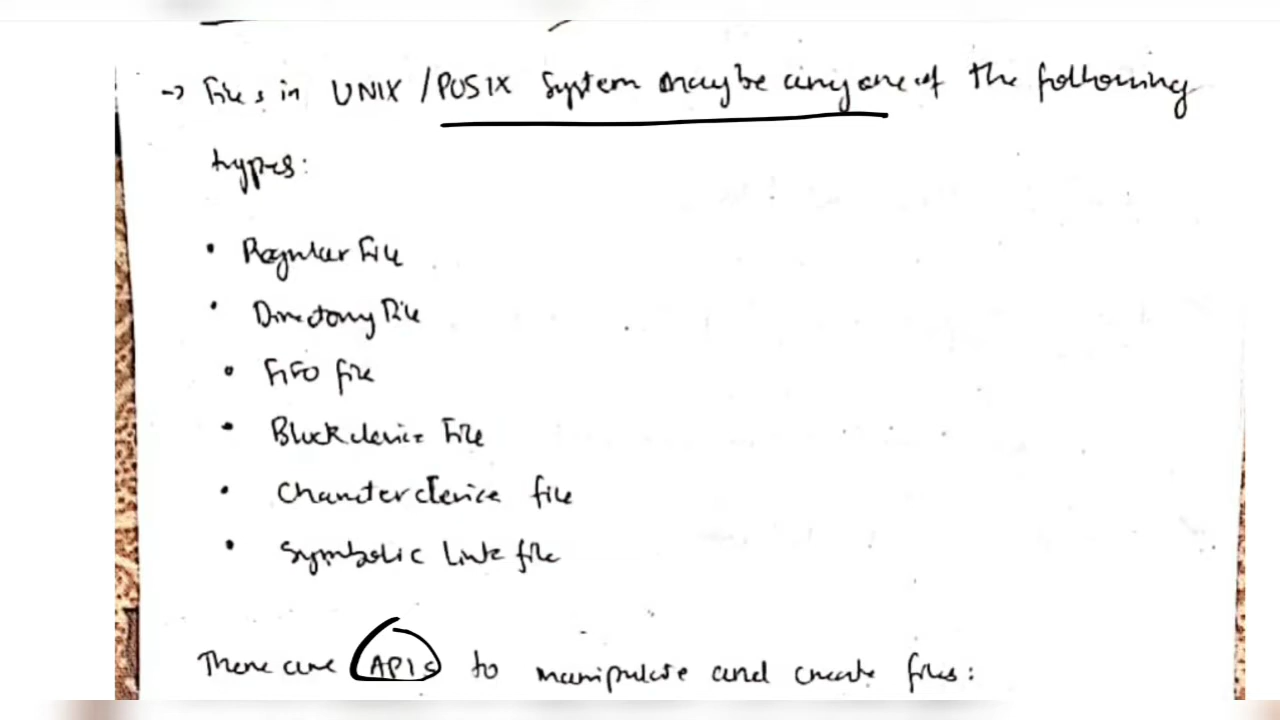 → Files in UNIX /POSIX System may be any one of the following
types:
• Regular File
• Directory File
• FIFO file
• Block device File
• Character device file
• Symbolic link file
There are APIs to manipulate and create files: